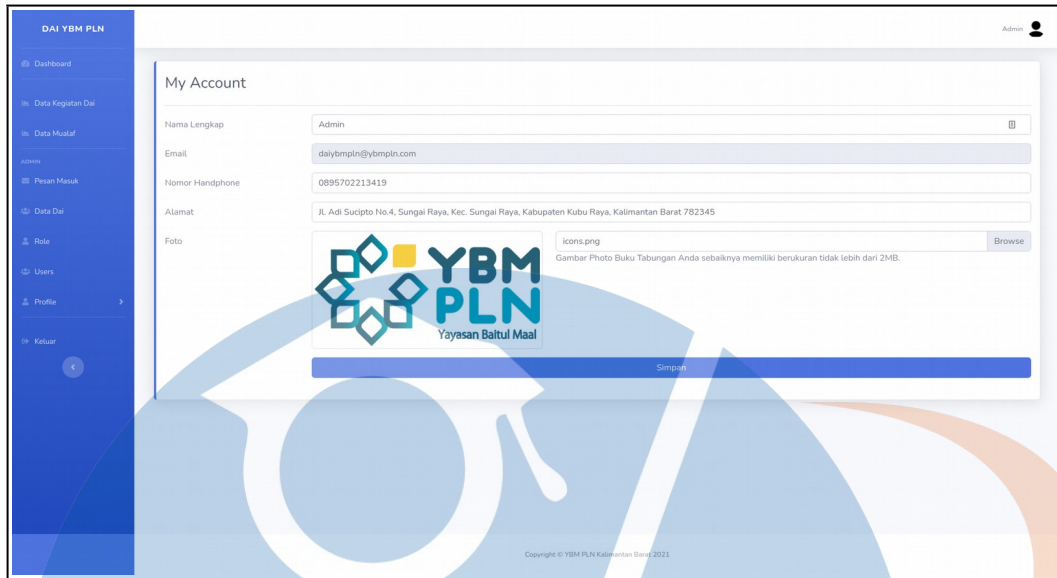 DAI YBM PLN
Admin
Dashboard
Data Kegiatan Dai
Data Mualaf
ADMIN
Pesan Masuk
Data Dai
Role
Users
Profile
Keluar
My Account
Nama Lengkap
Admin
Email
daiybmpln@ybmpln.com
Nomor Handphone
0895702213419
Alamat
Jl. Adi Sucipto No.4, Sungai Raya, Kec. Sungai Raya, Kabupaten Kubu Raya, Kalimantan Barat 782345
Foto
YBM
PLN
Yayasan Baitul Maal
icons.png
Browse
Gambar Photo Buku Tabungan Anda sebaiknya memiliki berukuran tidak lebih dari 2MB.
Simpan
Copyright © YBM PLN Kalimantan Barat 2021